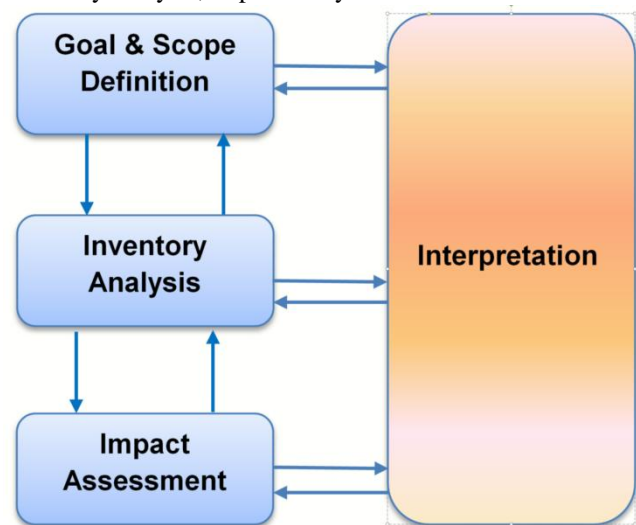 Goal & Scope
Definition
Inventory
Analysis
Interpretation
Impact
Assessment